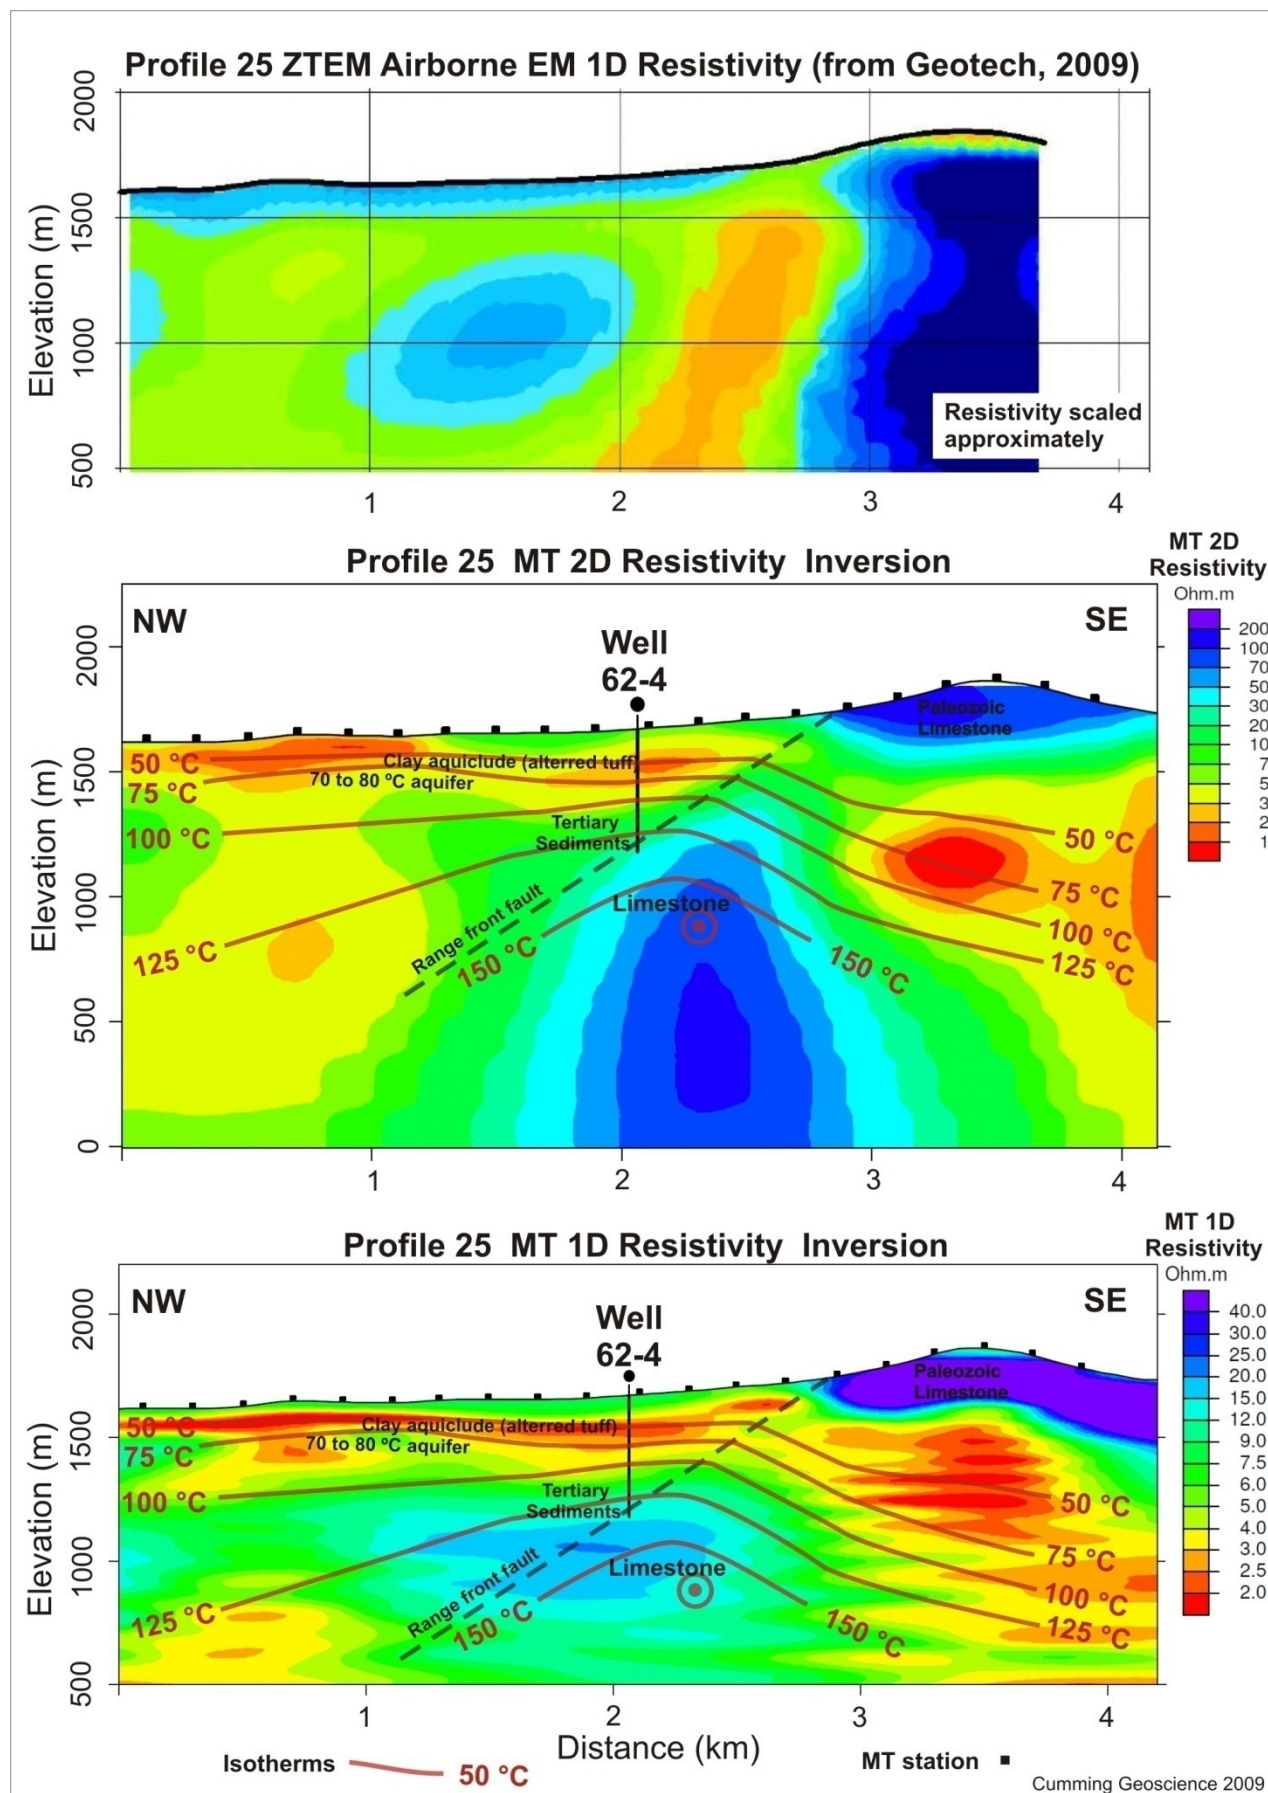 Profile 25 ZTEM Airborne EM 1D Resistivity (from Geotech, 2009)
Elevation (m)
2000
1500
1000
500
Resistivity scaled
approximately
1
2
3
4
Profile 25 MT 2D Resistivity Inversion
MT 2D
Resistivity
Ohm.m
200
100
70
50
30
20
10
7
5
3
2
1
NW
SE
Well
62-4
Elevation (m)
2000
1500
1000
500
0
Paleozoic
Limestone
50 °C
Clay aquiclude (alterred tuff)
75 °C
70 to 80 ºC aquifer
100 °C
Tertiary
Sediments
50 °C
75 °C
Limestone
100 °C
125 °C
Range front fault
150 °C
150 °C
125 °C
1
2
3
4
Profile 25 MT 1D Resistivity Inversion
MT 1D
Resistivity
Ohm.m
40.0
30.0
25.0
20.0
15.0
12.0
9.0
7.5
6.0
5.0
4.0
3.0
2.5
2.0
NW
SE
Well
62-4
Elevation (m)
2000
1500
1000
500
Paleozoic
Limestone
50 °C
Clay aquiclude (alterred tuff)
75 °C
70 to 80 ºC aquifer
100 °C
Tertiary
Sediments
50 °C
75 °C
Limestone
100 °C
125 °C
Range front fault
150 °C
150 °C
125 °C
1
2
3
4
Distance (km)
Isotherms
50 °C
MT station
Cumming Geoscience 2009